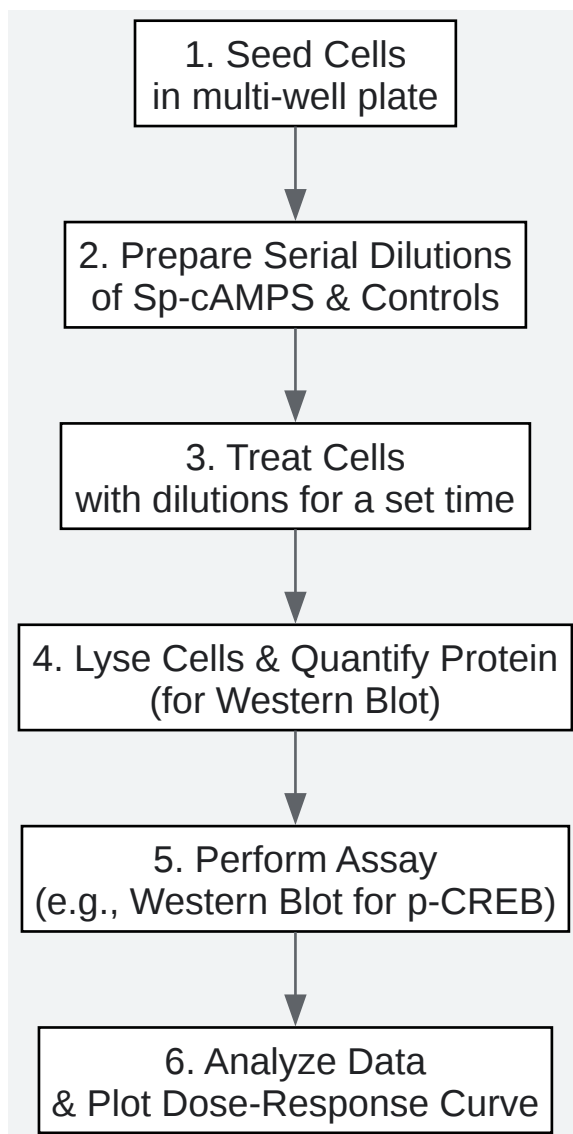 1. Seed Cells
in multi-well plate
2. Prepare Serial Dilutions
of Sp-cAMPS & Controls
3. Treat Cells
with dilutions for a set time
4. Lyse Cells & Quantify Protein
(for Western Blot)
5. Perform Assay
(e.g., Western Blot for p-CREB)
6. Analyze Data
& Plot Dose-Response Curve